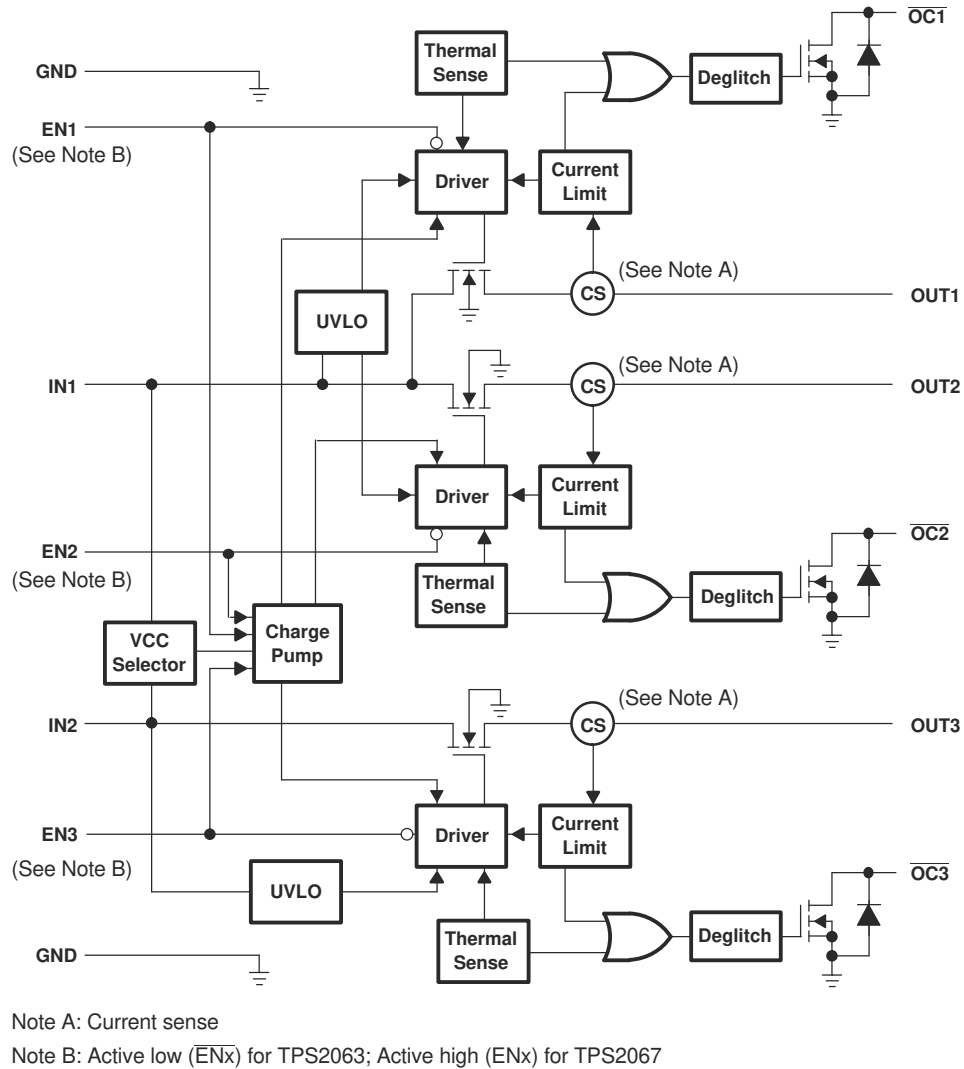 OC1
Thermal
Sense
GND
Deglitch
EN1
(See Note B)
Driver
Current
Limit
(See Note A)
CS
OUT1
UVLO
(See Note A)
IN1
CS
OUT2
Driver
Current
Limit
EN2
OC2
(See Note B)
Thermal
Sense
Deglitch
VCC
Selector
Charge
Pump
(See Note A)
IN2
CS
OUT3
EN3
Driver
Current
Limit
(See Note B)
OC3
UVLO
Thermal
Sense
Deglitch
GND
Note A: Current sense
Note B: Active low (ENx) for TPS2063; Active high (ENx) for TPS2067